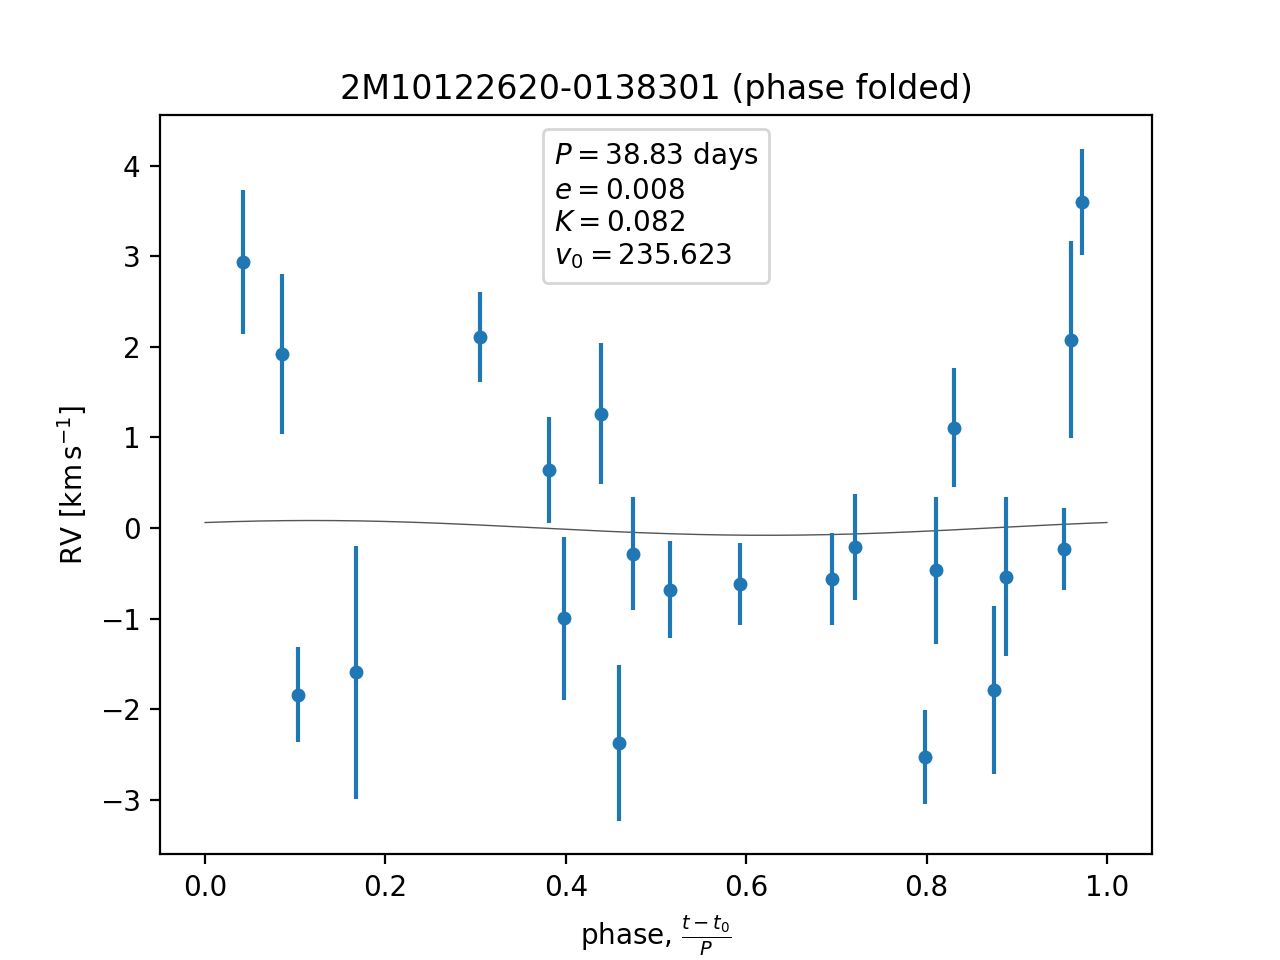 2M10122620-0138301 (phase folded)
P = 38.83 days
e = 0.008
K = 0.082
v₀ = 235.623
RV [km s⁻¹]
4
3
2
1
0
−1
−2
−3
0.0 0.2 0.4 0.6 0.8 1.0
phase, (t − t₀)/P